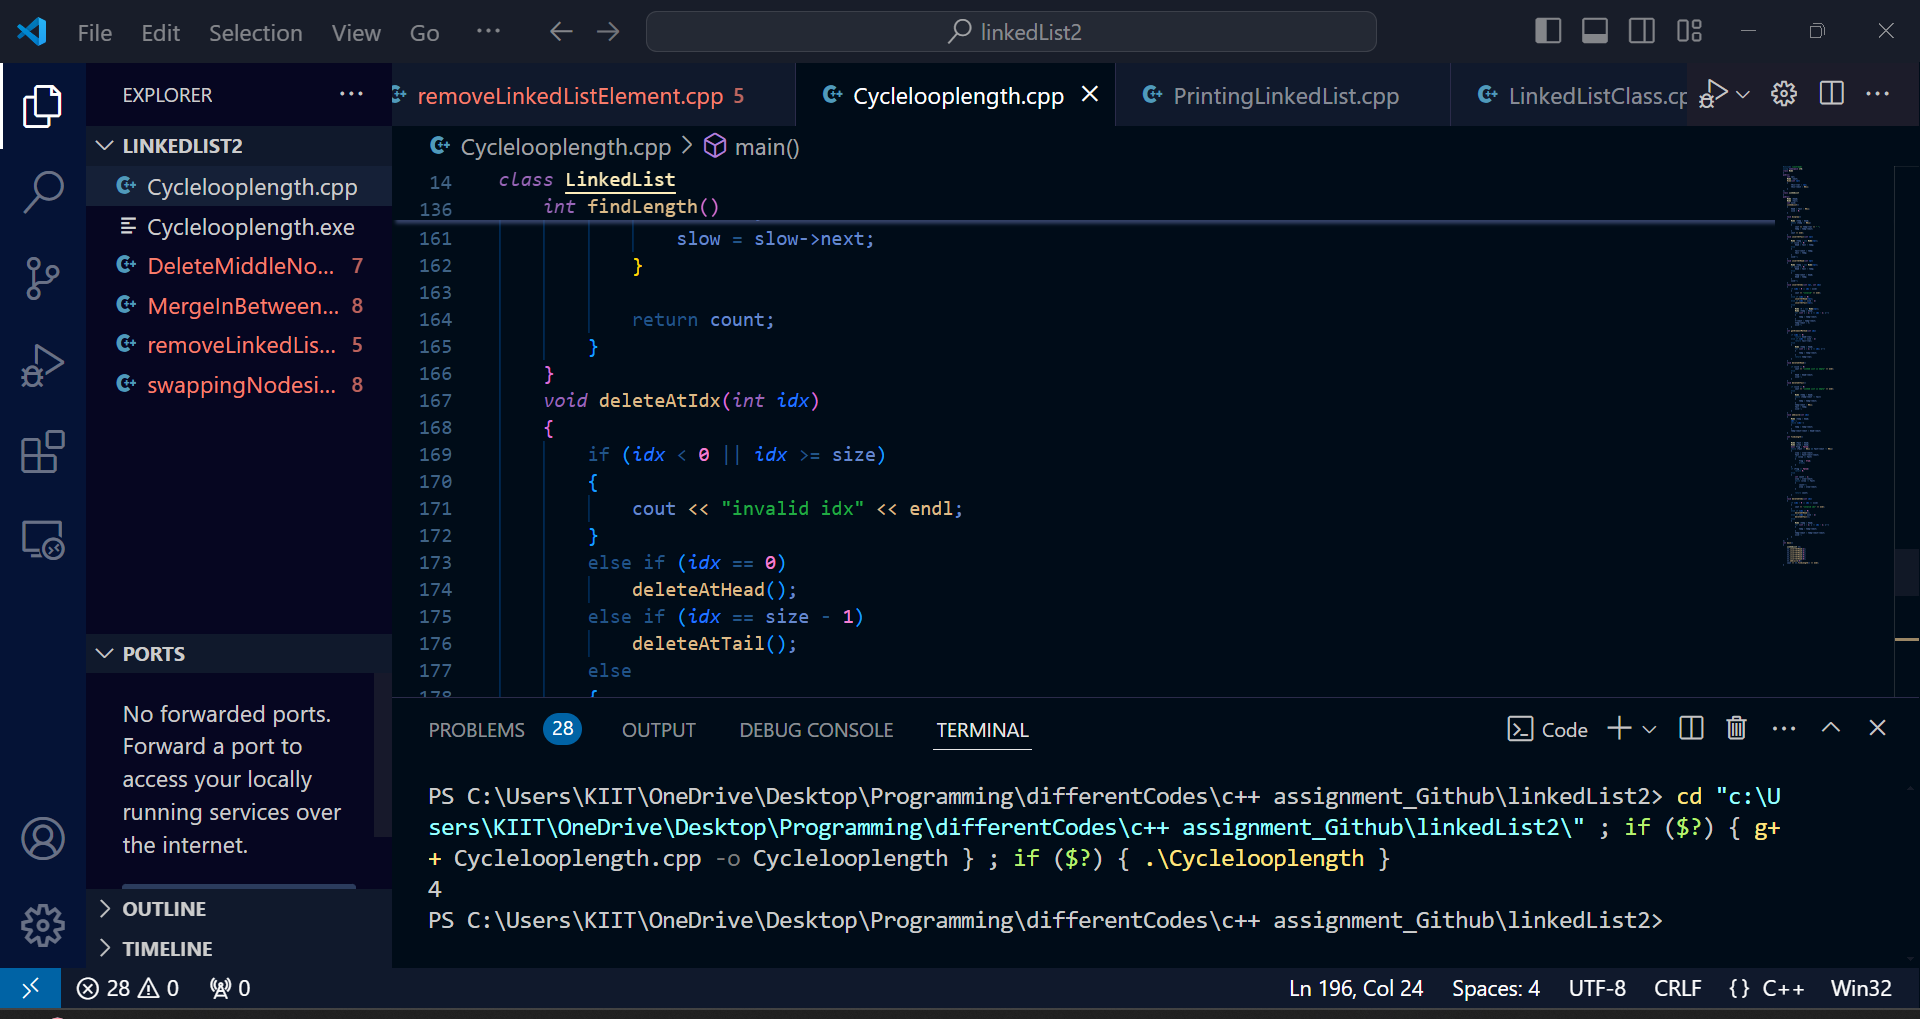 File Edit Selection View Go ··· linkedList2
EXPLORER ···
removeLinkedListElement.cpp 5
Cyclelooplength.cpp
PrintingLinkedList.cpp
LinkedListClass.cp
LINKEDLIST2
Cyclelooplength.cpp
Cyclelooplength.exe
DeleteMiddleNo... 7
MergeInBetween... 8
removeLinkedLis... 5
swappingNodesi... 8
PORTS
No forwarded ports.
Forward a port to
access your locally
running services over
the internet.
OUTLINE
TIMELINE
Cyclelooplength.cpp > main()
14 class LinkedList
136 int findLength()
161 slow = slow->next;
162 }
163
164 return count;
165 }
166 }
167 void deleteAtIdx(int idx)
168 {
169 if (idx < 0 || idx >= size)
170 {
171 cout << "invalid idx" << endl;
172 }
173 else if (idx == 0)
174 deleteAtHead();
175 else if (idx == size - 1)
176 deleteAtTail();
177 else
178 {
PROBLEMS 28 OUTPUT DEBUG CONSOLE TERMINAL Code
PS C:\Users\KIIT\OneDrive\Desktop\Programming\differentCodes\c++ assignment_Github\linkedList2> cd "c:\U
sers\KIIT\OneDrive\Desktop\Programming\differentCodes\c++ assignment_Github\linkedList2\" ; if ($?) { g+
+ Cyclelooplength.cpp -o Cyclelooplength } ; if ($?) { .\Cyclelooplength }
4
PS C:\Users\KIIT\OneDrive\Desktop\Programming\differentCodes\c++ assignment_Github\linkedList2>
28 0 0 Ln 196, Col 24 Spaces: 4 UTF-8 CRLF {} C++ Win32